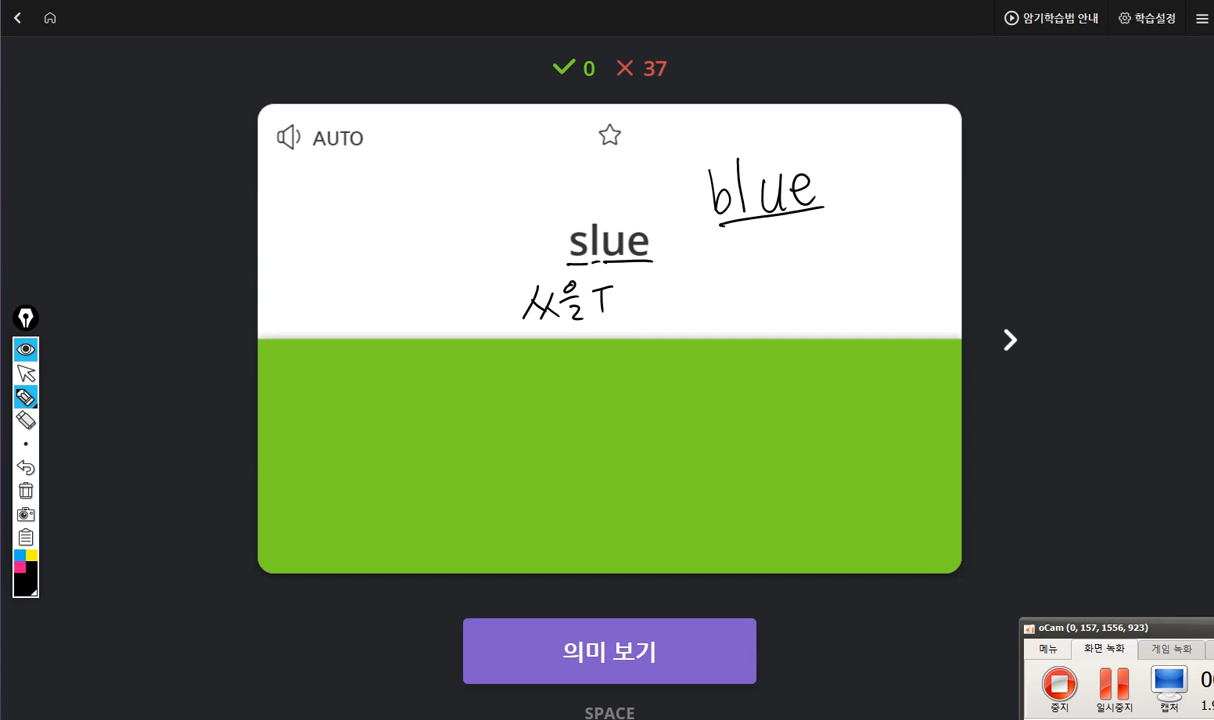 암기학습법 안내 학습설정
0 37
AUTO
blue
slue
ㅆ을ㅜ
의미 보기
SPACE
oCam (0, 157, 1556, 923)
메뉴 화면 녹화 게임 녹화
중지 일시중지 캡처